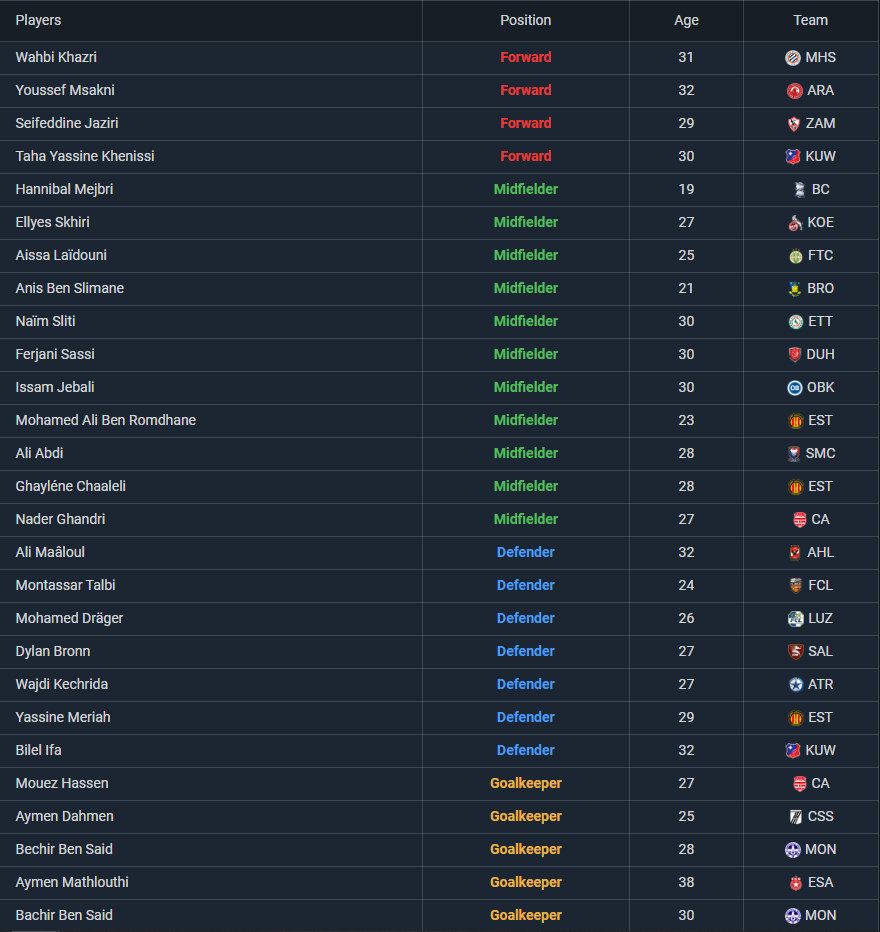 Players Position Age Team
Wahbi Khazri Forward 31 MHS
Youssef Msakni Forward 32 ARA
Seifeddine Jaziri Forward 29 ZAM
Taha Yassine Khenissi Forward 30 KUW
Hannibal Mejbri Midfielder 19 BC
Ellyes Skhiri Midfielder 27 KOE
Aissa Laïdouni Midfielder 25 FTC
Anis Ben Slimane Midfielder 21 BRO
Naïm Sliti Midfielder 30 ETT
Ferjani Sassi Midfielder 30 DUH
Issam Jebali Midfielder 30 OBK
Mohamed Ali Ben Romdhane Midfielder 23 EST
Ali Abdi Midfielder 28 SMC
Ghayléne Chaaleli Midfielder 28 EST
Nader Ghandri Midfielder 27 CA
Ali Maâloul Defender 32 AHL
Montassar Talbi Defender 24 FCL
Mohamed Dräger Defender 26 LUZ
Dylan Bronn Defender 27 SAL
Wajdi Kechrida Defender 27 ATR
Yassine Meriah Defender 29 EST
Bilel Ifa Defender 32 KUW
Mouez Hassen Goalkeeper 27 CA
Aymen Dahmen Goalkeeper 25 CSS
Bechir Ben Said Goalkeeper 28 MON
Aymen Mathlouthi Goalkeeper 38 ESA
Bachir Ben Said Goalkeeper 30 MON